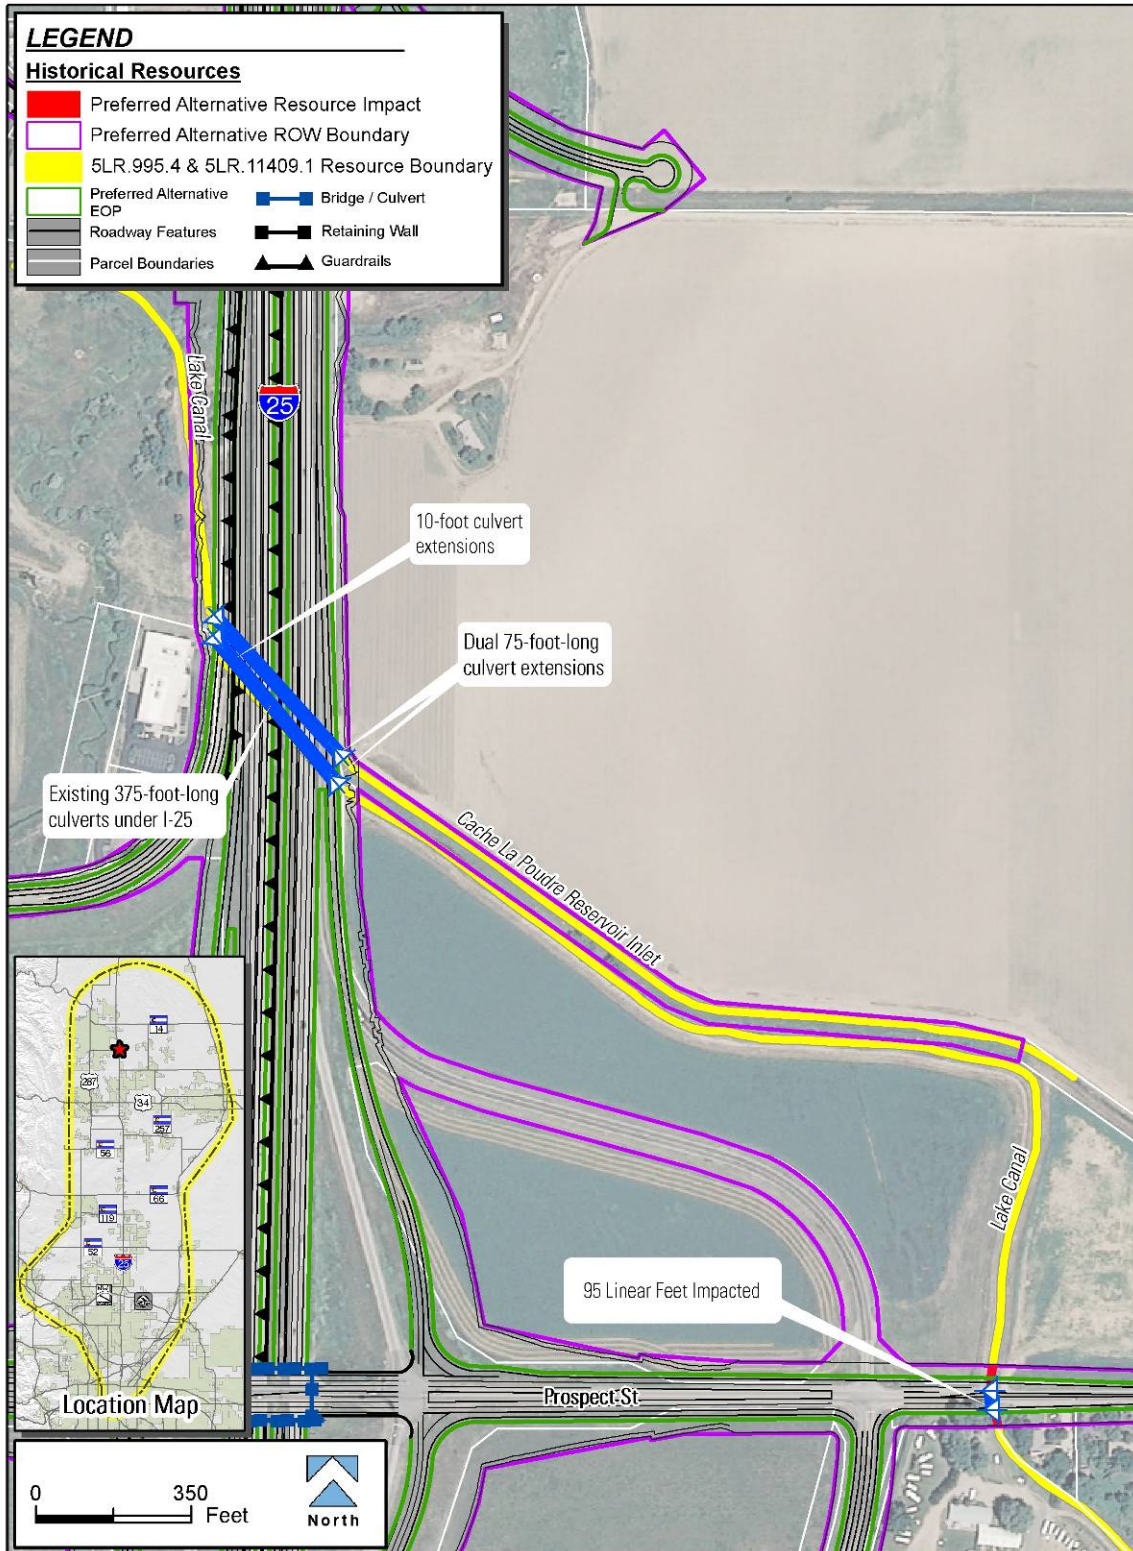 LEGEND
Historical Resources
Preferred Alternative Resource Impact
Preferred Alternative ROW Boundary
5LR.995.4 & 5LR.11409.1 Resource Boundary
Preferred Alternative
EOP
Bridge / Culvert
Roadway Features
Retaining Wall
Parcel Boundaries
Guardrails
Lake Canal
25
10-foot culvert
extensions
Dual 75-foot-long
culvert extensions
Existing 375-foot-long
culverts under I-25
Cache La Poudre Reservoir Inlet
Lake Canal
95 Linear Feet Impacted
Prospect St
14
287
34
257
56
66
119
52
25
Location Map
0 350
Feet
North